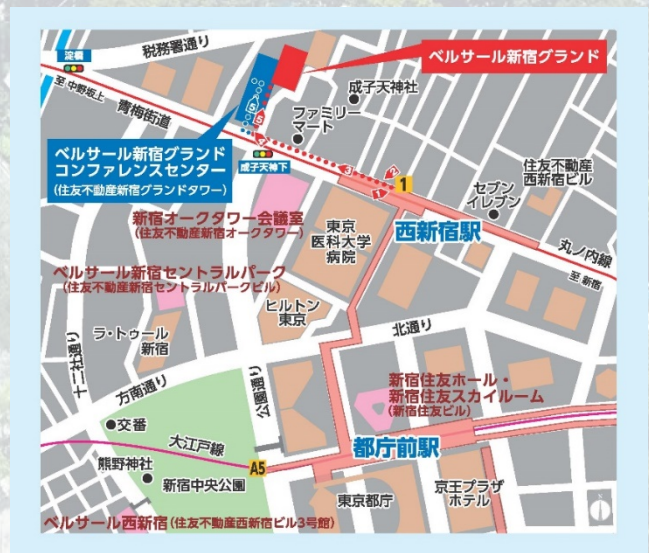 淀橋
税務署通り
ベルサール新宿グランド
至 中野坂上
青梅街道
成子天神社
ファミリー
マート
5
5
4
3
2
1
1
ベルサール新宿グランド
コンファレンスセンター
(住友不動産新宿グランドタワー)
成子天神下
住友不動産
西新宿ビル
セブン
イレブン
新宿オークタワー会議室
(住友不動産新宿オークタワー)
東京
医科大学
病院
西新宿駅
丸ノ内線
至 新宿
ベルサール新宿セントラルパーク
(住友不動産新宿セントラルパークビル)
ヒルトン
東京
北通り
ラ・トゥール
新宿
十二社通り
方南通り
公園通り
新宿住友ホール・
新宿住友スカイルーム
(新宿住友ビル)
交番
大江戸線
都庁前駅
熊野神社
A5
新宿中央公園
東京都庁
京王プラザ
ホテル
ベルサール西新宿(住友不動産西新宿ビル3号館)